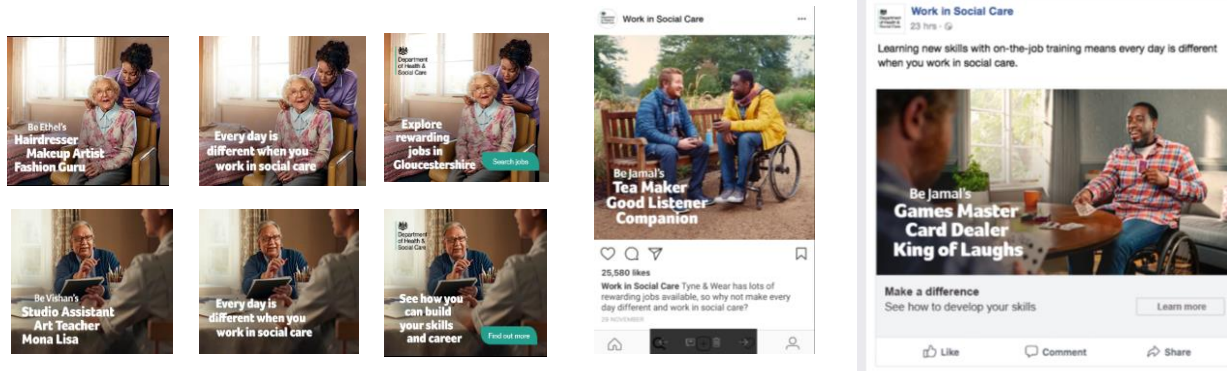 Be Ethel's
Hairdresser
Makeup Artist
Fashion Guru
Every day is
different when you
work in social care
Department
of Health &
Social Care
Explore
rewarding
jobs in
Gloucestershire
Search jobs
Be Vishan's
Studio Assistant
Art Teacher
Mona Lisa
Every day is
different when you
work in social care
Department
of Health &
Social Care
See how you
can build
your skills
and career
Find out more
Work in Social Care
Be Jamal's
Tea Maker
Good Listener
Companion
25,580 likes
Work in Social Care Tyne & Wear has lots of
rewarding jobs available, so why not make every
day different and work in social care?
29 NOVEMBER
Department
of Health &
Social Care
Work in Social Care
23 hrs
Learning new skills with on-the-job training means every day is different
when you work in social care.
Be Jamal's
Games Master
Card Dealer
King of Laughs
Make a difference
See how to develop your skills
Learn more
Like
Comment
Share